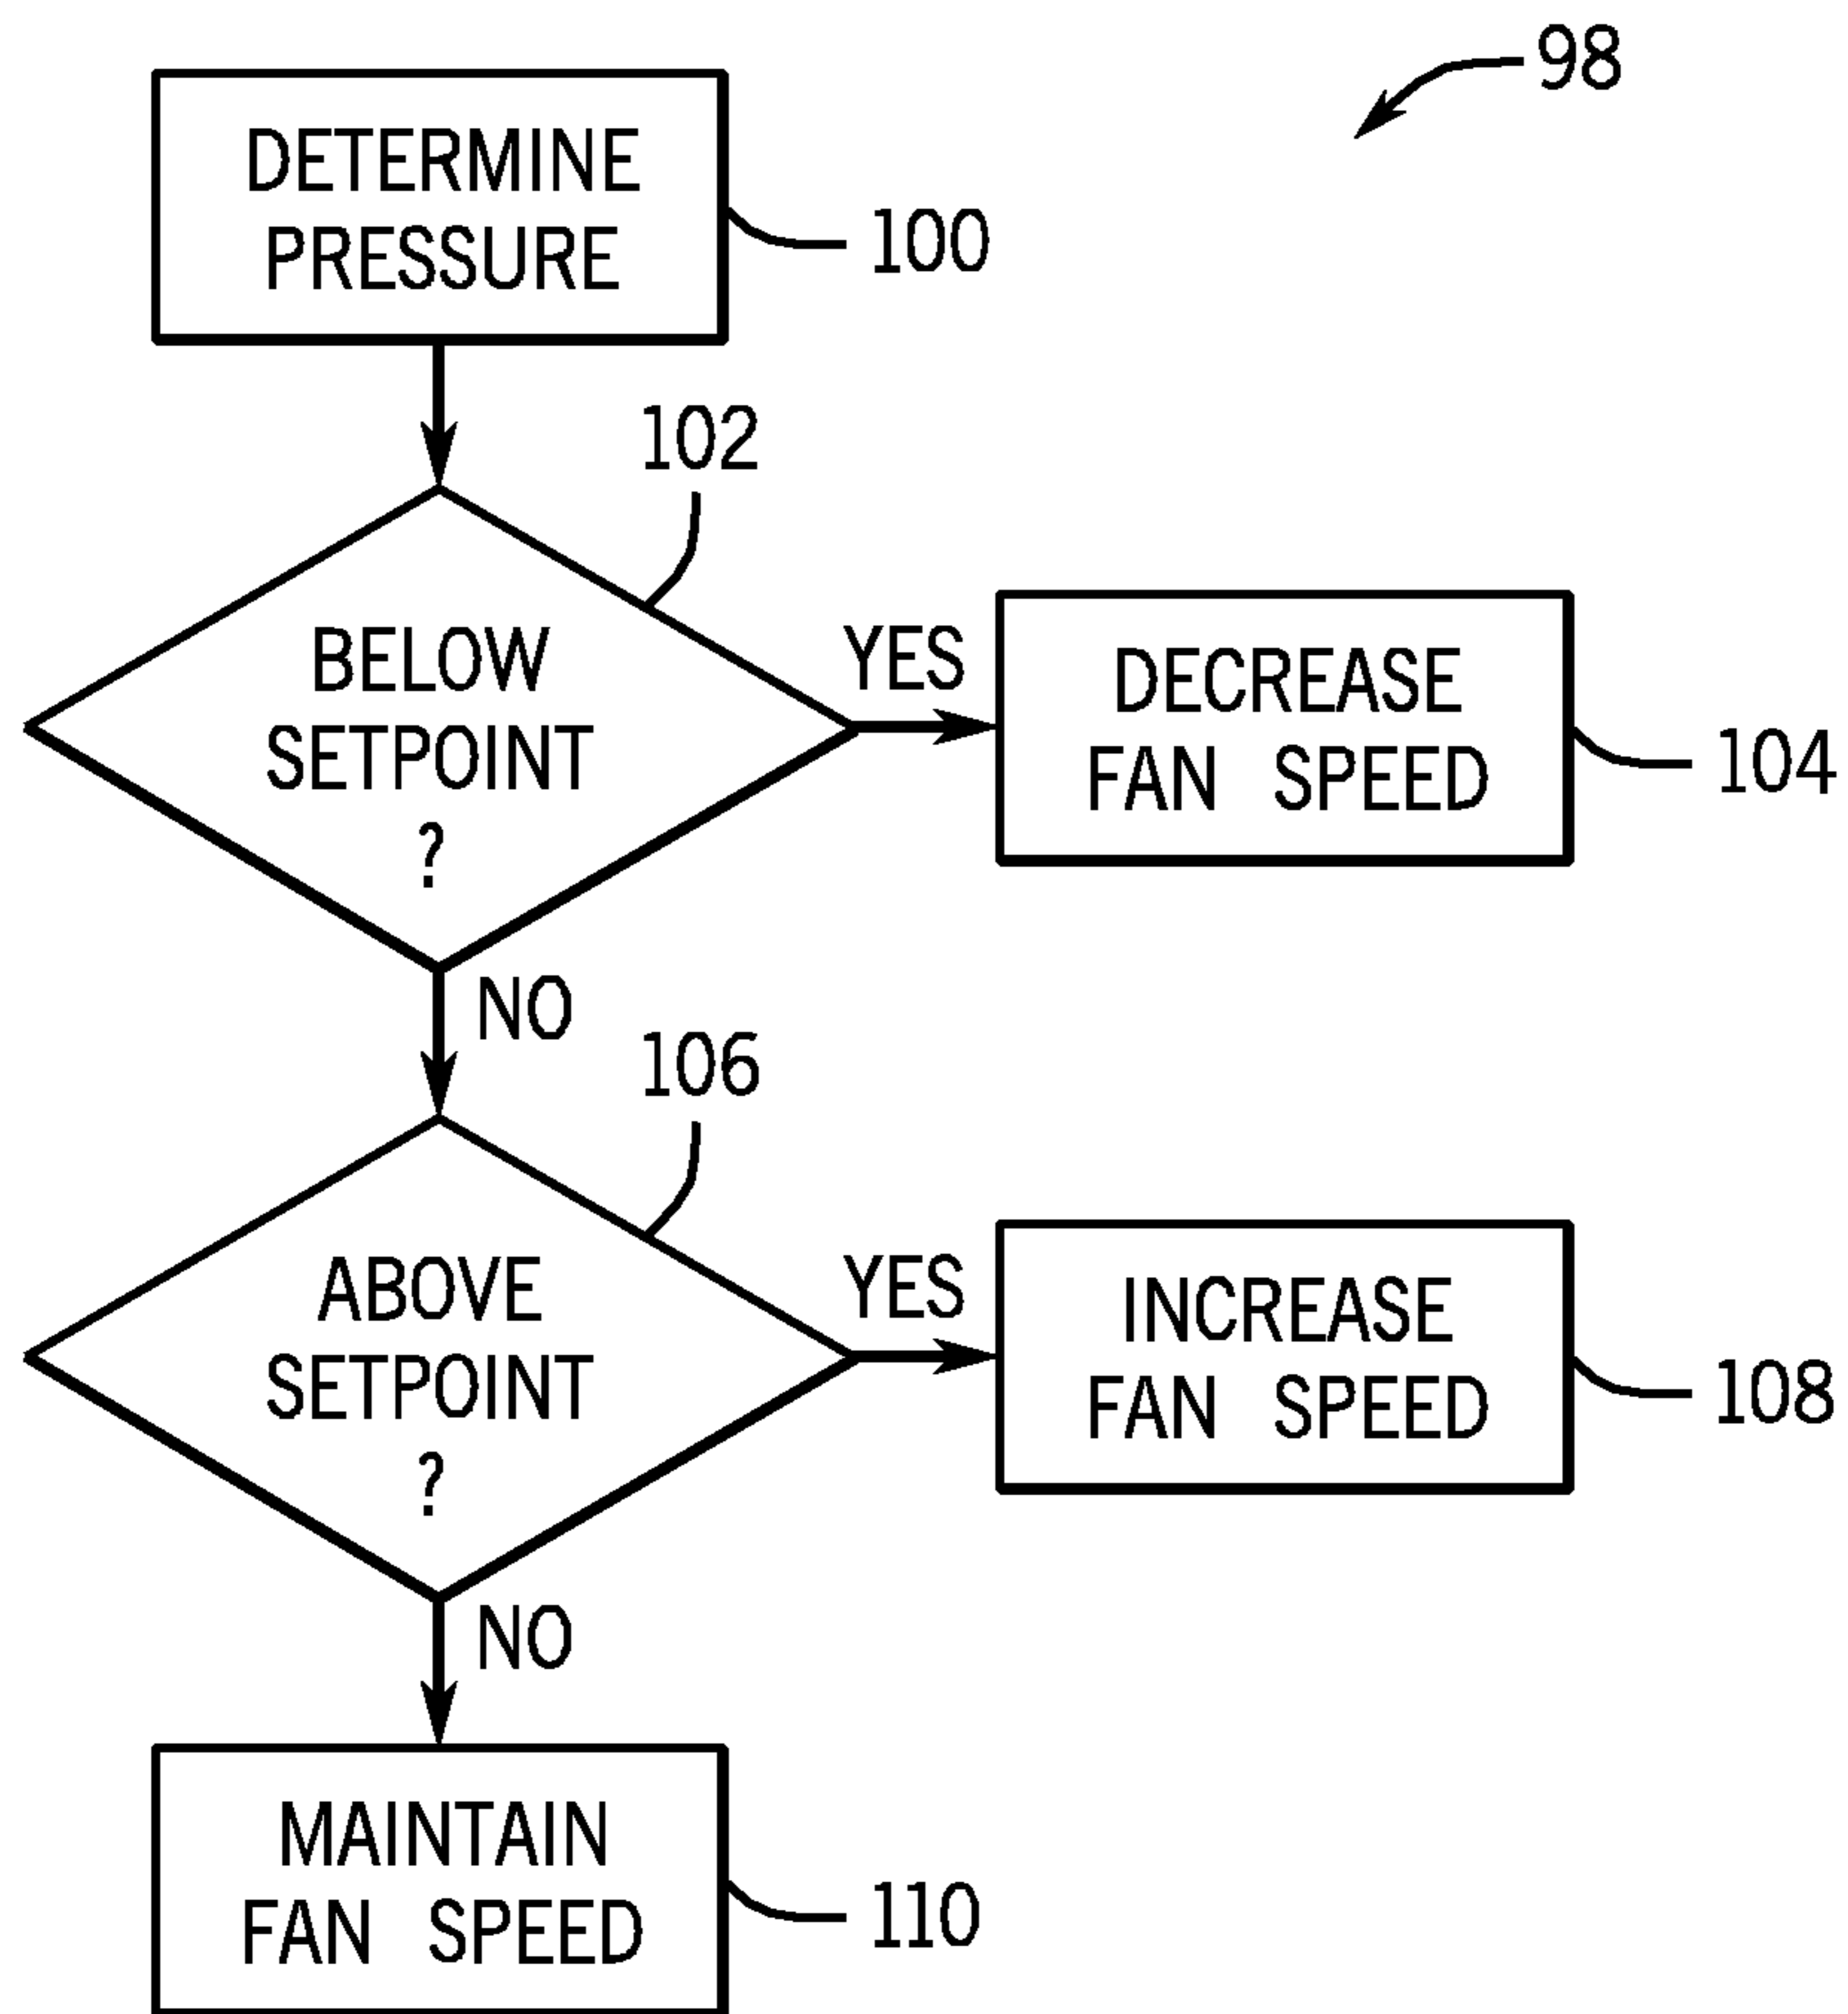 98
DETERMINE
PRESSURE
100
102
BELOW
SETPOINT
?
YES
DECREASE
FAN SPEED
104
NO
106
ABOVE
SETPOINT
?
YES
INCREASE
FAN SPEED
108
NO
MAINTAIN
FAN SPEED
110